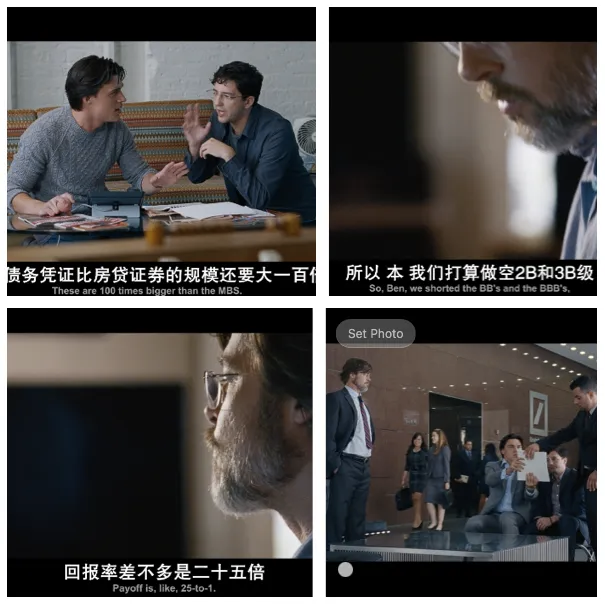 债务凭证比房贷证券的规模还要大一百
These are 100 times bigger than the MBS.
所以 本 我们打算做空2B和3B级
So, Ben, we shorted the BB's and the BBB's,
回报率差不多是二十五倍
Payoff is, like, 25-to-1.
Set Photo